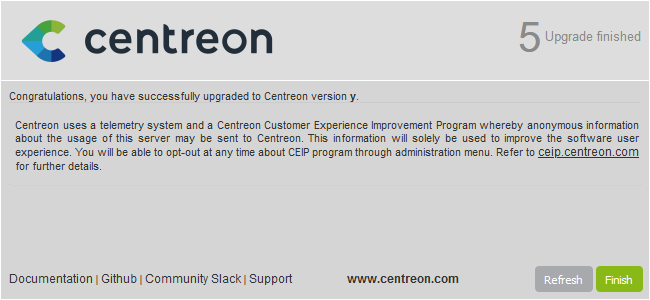 centreon
5 Upgrade finished
Congratulations, you have successfully upgraded to Centreon version y.
Centreon uses a telemetry system and a Centreon Customer Experience Improvement Program whereby anonymous information
about the usage of this server may be sent to Centreon. This information will solely be used to improve the software user
experience. You will be able to opt-out at any time about CEIP program through administration menu. Refer to ceip.centreon.com
for further details.
Documentation | Github | Community Slack | Support www.centreon.com Refresh Finish